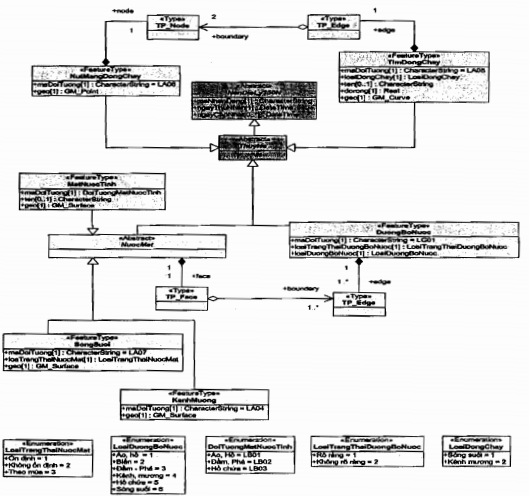 +node
1
«Type»
TP_Node
2
+boundary
«Type»
TP_Edge
1
+edge
«FeatureType»
NutMangDongChay
+maDoiTuong[1] : CharacterString = LA06
+geo[1] : GM_Point
«FeatureType»
TimDongChay
+maDoiTuong[1] : CharacterString = LA05
+loaiDongChay[1] : LoaiDongChay
+ten[0..1] : CharacterString
+dorong[1] : Real
+geo[1] : GM_Curve
«FeatureType»
MatNuocTinh
+maDoiTuong[1] : DoiTuongMatNuocTinh
+ten[0..1] : CharacterString
+geo[1] : GM_Surface
«Abstract»
NuocMat
«FeatureType»
DuongBoNuoc
+maDoiTuong[1] : CharacterString = LG01
+loaiTrangThaiDuongBoNuoc[1] : LoaiTrangThaiDuongBoNuoc
+loaiDuongBoNuoc[1] : LoaiDuongBoNuoc
1
1
+face
«Type»
TP_Face
+boundary
1..*
1
1..*
+edge
«Type»
TP_Edge
«FeatureType»
SongSuoi
+maDoiTuong[1] : CharacterString = LA07
+loaiTrangThaiNuocMat[1] : LoaiTrangThaiNuocMat
+geo[1] : GM_Surface
«FeatureType»
KenhMuong
+maDoiTuong[1] : CharacterString = LA04
+geo[1] : GM_Surface
«Enumeration»
LoaiTrangThaiNuocMat
+Ổn định = 1
+Không ổn định = 2
+Theo mùa = 3
«Enumeration»
LoaiDuongBoNuoc
+Ao, hồ = 1
+Biển = 2
+Đầm - Phá = 3
+Kênh, mương = 4
+Hồ chứa = 5
+Sông suối = 6
«Enumeration»
DoiTuongMatNuocTinh
+Ao, Hồ = LB01
+Đầm, Phá = LB02
+Hồ chứa = LB03
«Enumeration»
LoaiTrangThaiDuongBoNuoc
+Rõ ràng = 1
+Không rõ ràng = 2
«Enumeration»
LoaiDongChay
+Sông suối = 1
+Kênh mương = 2